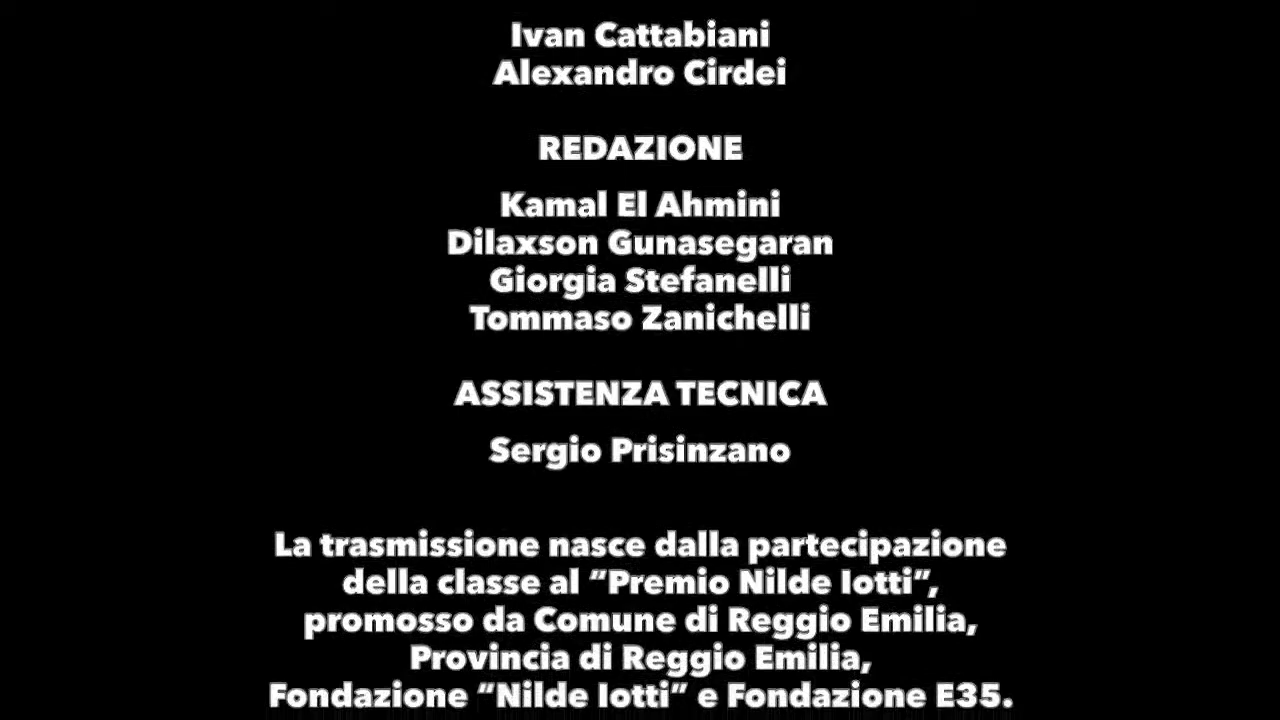 Ivan Cattabiani
Alexandro Cirdei
REDAZIONE
Kamal El Ahmini
Dilaxson Gunasegaran
Giorgia Stefanelli
Tommaso Zanichelli
ASSISTENZA TECNICA
Sergio Prisinzano
La trasmissione nasce dalla partecipazione
della classe al “Premio Nilde Iotti”,
promosso da Comune di Reggio Emilia,
Provincia di Reggio Emilia,
Fondazione “Nilde Iotti” e Fondazione E35.